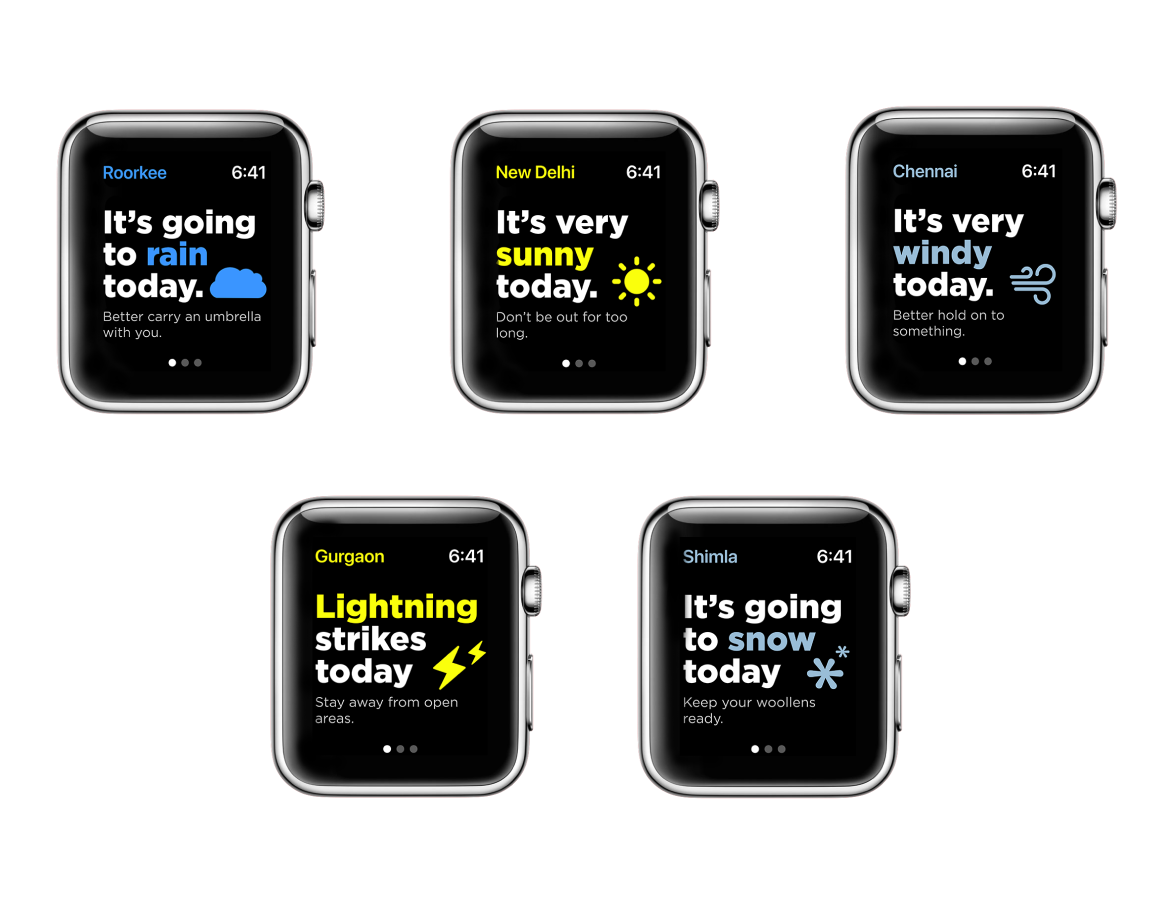 Roorkee 6:41
It's going
to rain
today.
Better carry an umbrella
with you.
New Delhi 6:41
It's very
sunny
today.
Don't be out for too
long.
Chennai 6:41
It's very
windy
today.
Better hold on to
something.
Gurgaon 6:41
Lightning
strikes
today
Stay away from open
areas.
Shimla 6:41
It's going
to snow
today
Keep your woollens
ready.